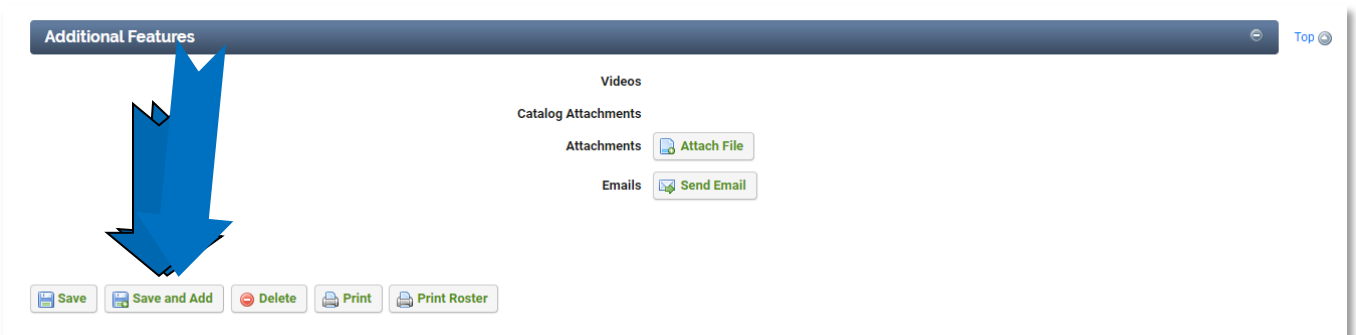 Additional Features
Top
Videos
Catalog Attachments
Attachments Attach File
Emails Send Email
Save Save and Add Delete Print Print Roster